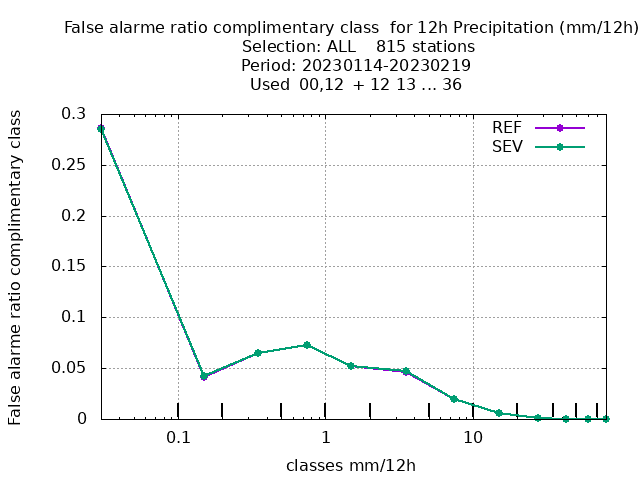 False alarme ratio complimentary class  for 12h Precipitation (mm/12h)
Selection: ALL    815 stations
Period: 20230114-20230219
Used  00,12  + 12 13 ... 36
False alarme ratio complimentary class
0.3
0.25
0.2
0.15
0.1
0.05
0
REF
SEV
0.1
1
10
classes mm/12h